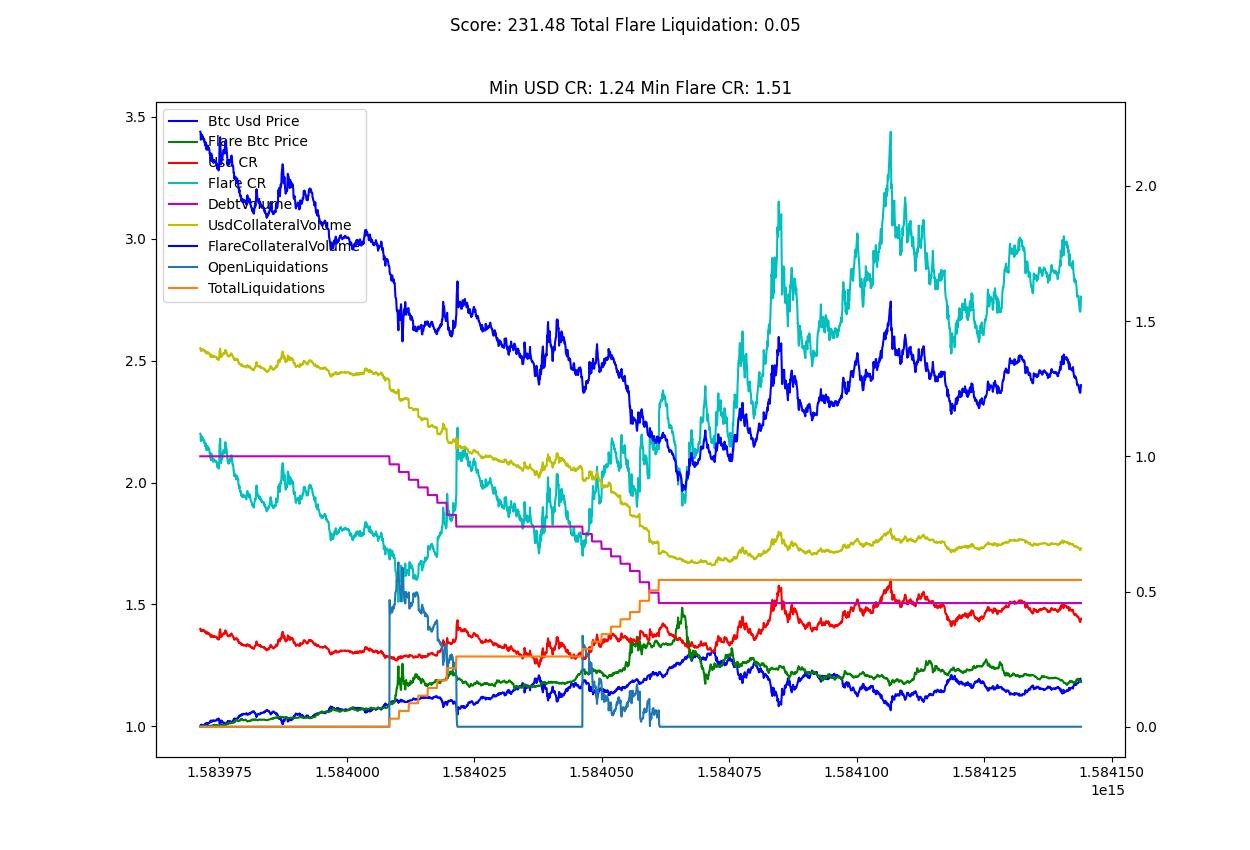 Score: 231.48 Total Flare Liquidation: 0.05
Min USD CR: 1.24 Min Flare CR: 1.51
Btc Usd Price
Flare Btc Price
Usd CR
Flare CR
DebtVolume
UsdCollateralVolume
FlareCollateralVolume
OpenLiquidations
TotalLiquidations
3.5
3.0
2.5
2.0
1.5
1.0
2.0
1.5
1.0
0.5
0.0
1.583975
1.584000
1.584025
1.584050
1.584075
1.584100
1.584125
1.584150
1e15